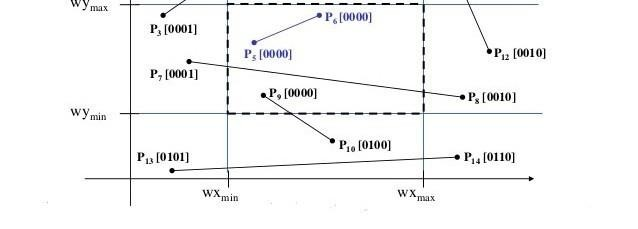 wy_max
P_6 [0000]
P_3 [0001]
P_5 [0000]
P_12 [0010]
P_7 [0001]
P_9 [0000]
P_8 [0010]
wy_min
P_10 [0100]
P_13 [0101]
P_14 [0110]
wx_min
wx_max